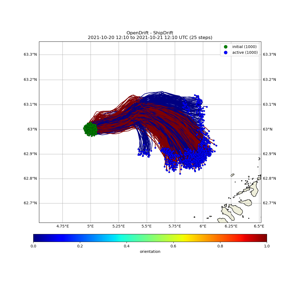 OpenDrift - ShipDrift
2021-10-20 12:10 to 2021-10-21 12:10 UTC (25 steps)
initial (1000)
active (1000)
63.3°N 63.3°N
63.2°N 63.2°N
63.1°N 63.1°N
63°N 63°N
62.9°N 62.9°N
62.8°N 62.8°N
62.7°N 62.7°N
4.75°E 5°E 5.25°E 5.5°E 5.75°E 6°E 6.25°E 6.5°E
0.0 0.2 0.4 0.6 0.8 1.0
orientation